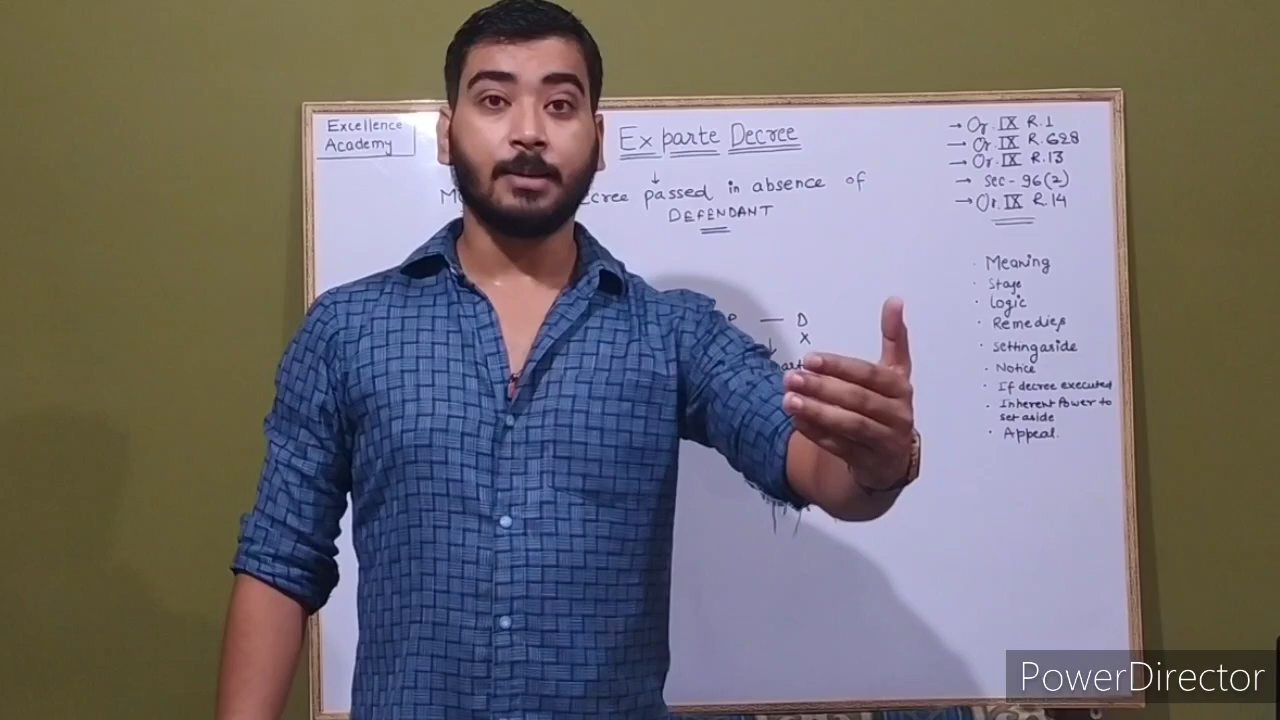 Excellence
Academy
Ex parte Decree
↓
decree passed in absence of
DEFENDANT
P — D
X
↓
→ Or. IX R.1
→ Or. IX R. 6&8
→ Or. IX R.13
→ Sec - 96(2)
→ Or. IX R.14
· Meaning
· Stage
· Logic
· Remedies
· Setting aside
· Notice
· If decree executed
· Inherent Power to
set aside
· Appeal.
PowerDirector